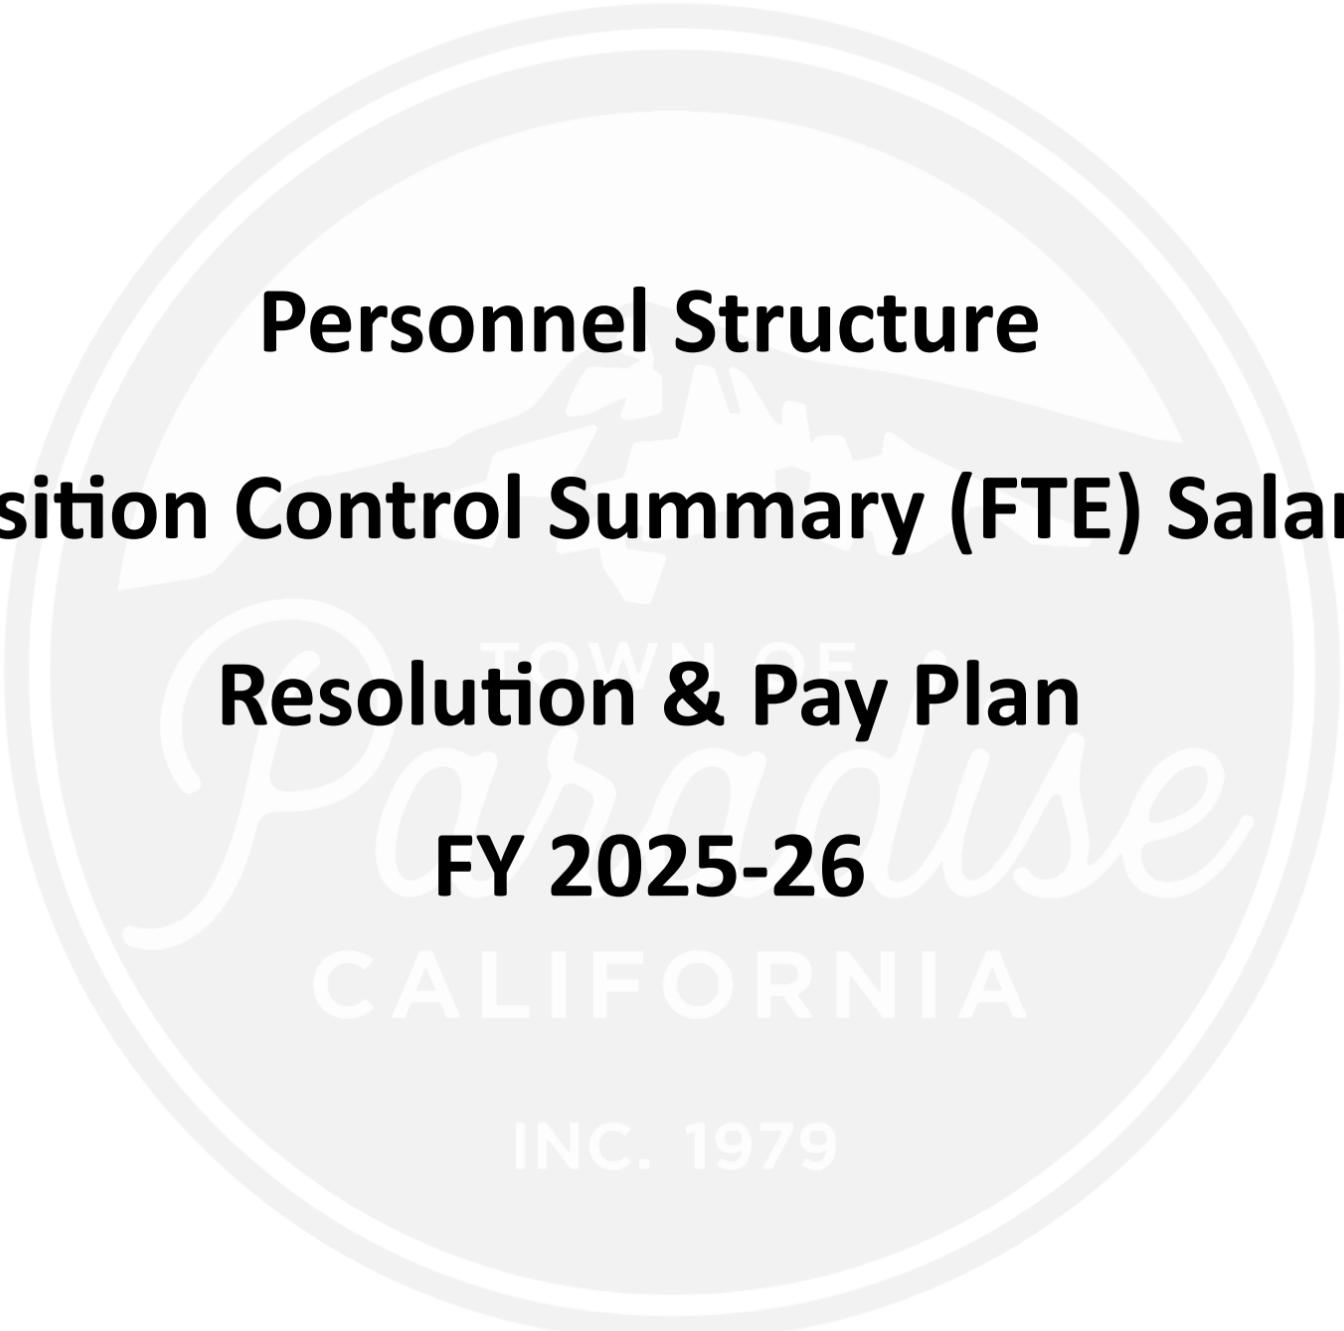 Personnel Structure
sition Control Summary (FTE) Salar
Resolution & Pay Plan
FY 2025-26
TOWN OF
Paradise
CALIFORNIA
INC. 1979